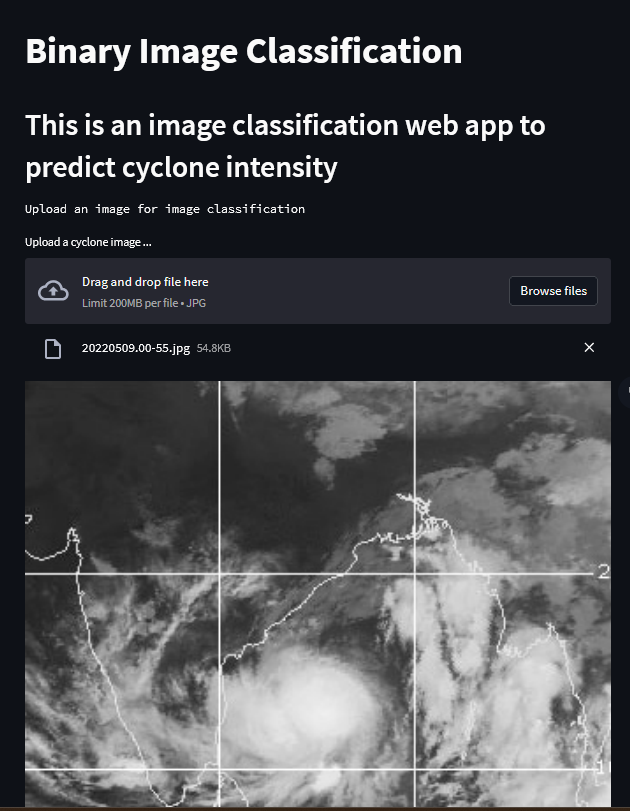 Binary Image Classification
This is an image classification web app to
predict cyclone intensity
Upload an image for image classification
Upload a cyclone image ...
Drag and drop file here
Limit 200MB per file • JPG
Browse files
20220509.00-55.jpg 54.8KB
2
1